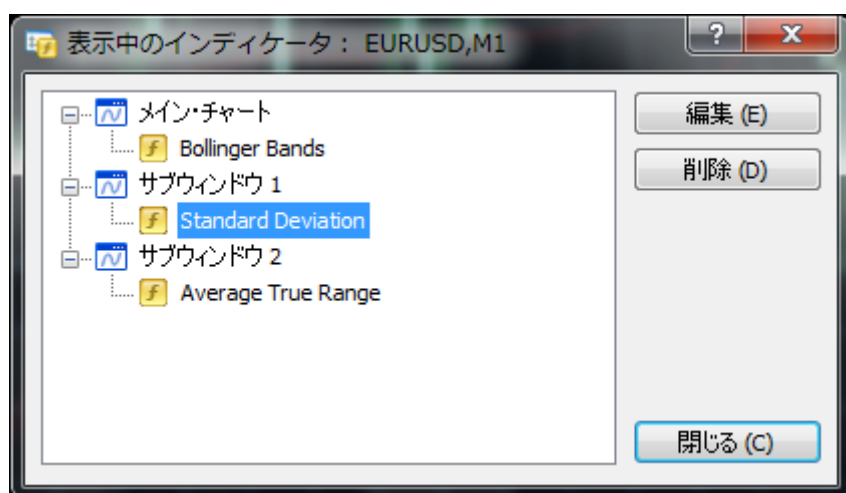 表示中のインディケータ： EURUSD,M1
メイン・チャート
Bollinger Bands
サブウィンドウ 1
Standard Deviation
サブウィンドウ 2
Average True Range
編集 (E)
削除 (D)
閉じる (C)